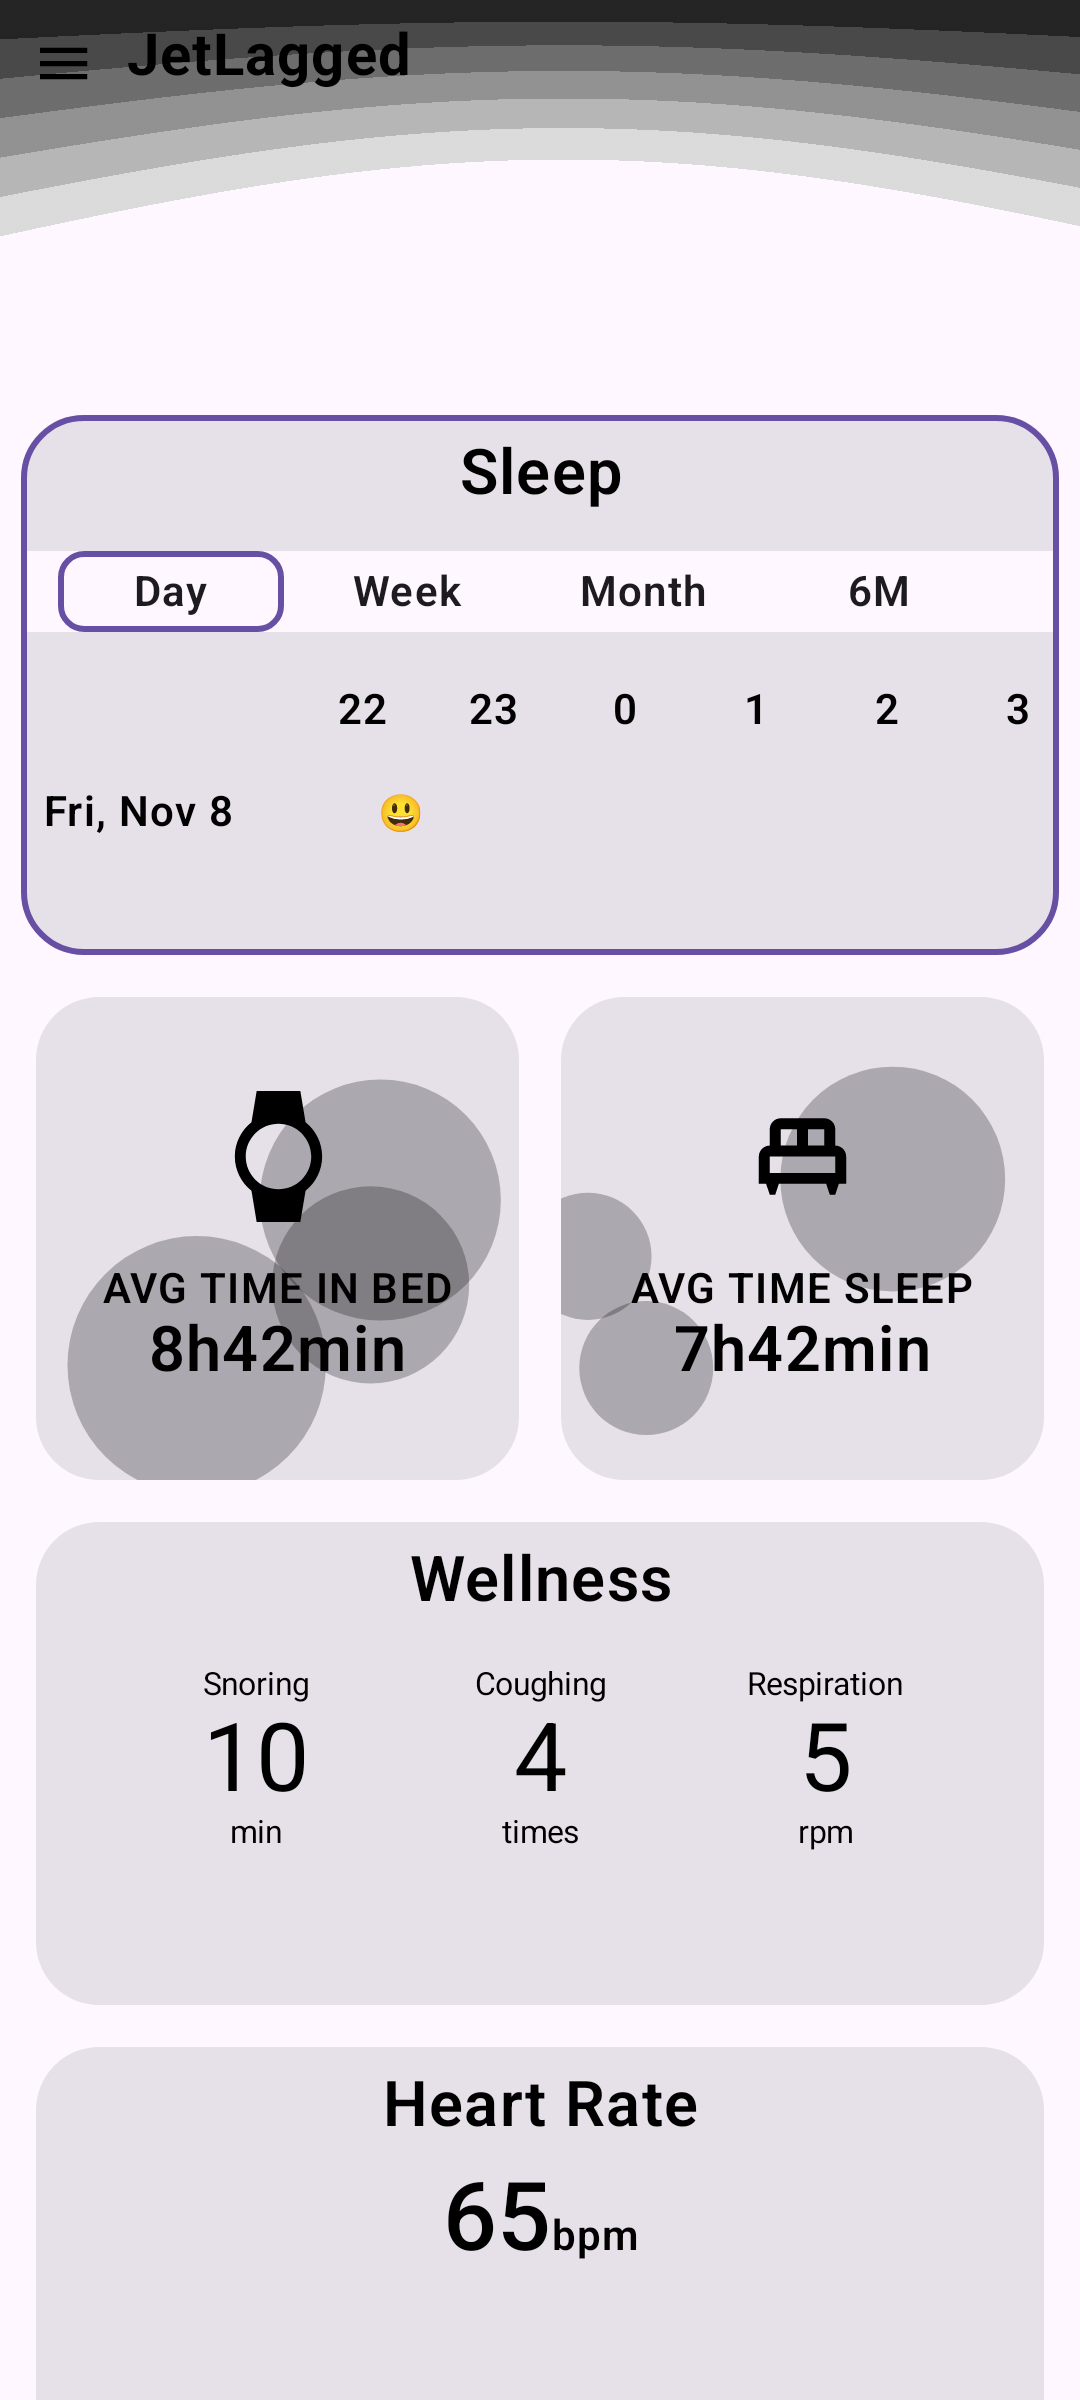 JetLagged
Sleep
Day Week Month 6M
22 23 0 1 2 3
Fri, Nov 8 😃
AVG TIME IN BED
8h42min
AVG TIME SLEEP
7h42min
Wellness
Snoring Coughing Respiration
10 4 5
min times rpm
Heart Rate
65bpm